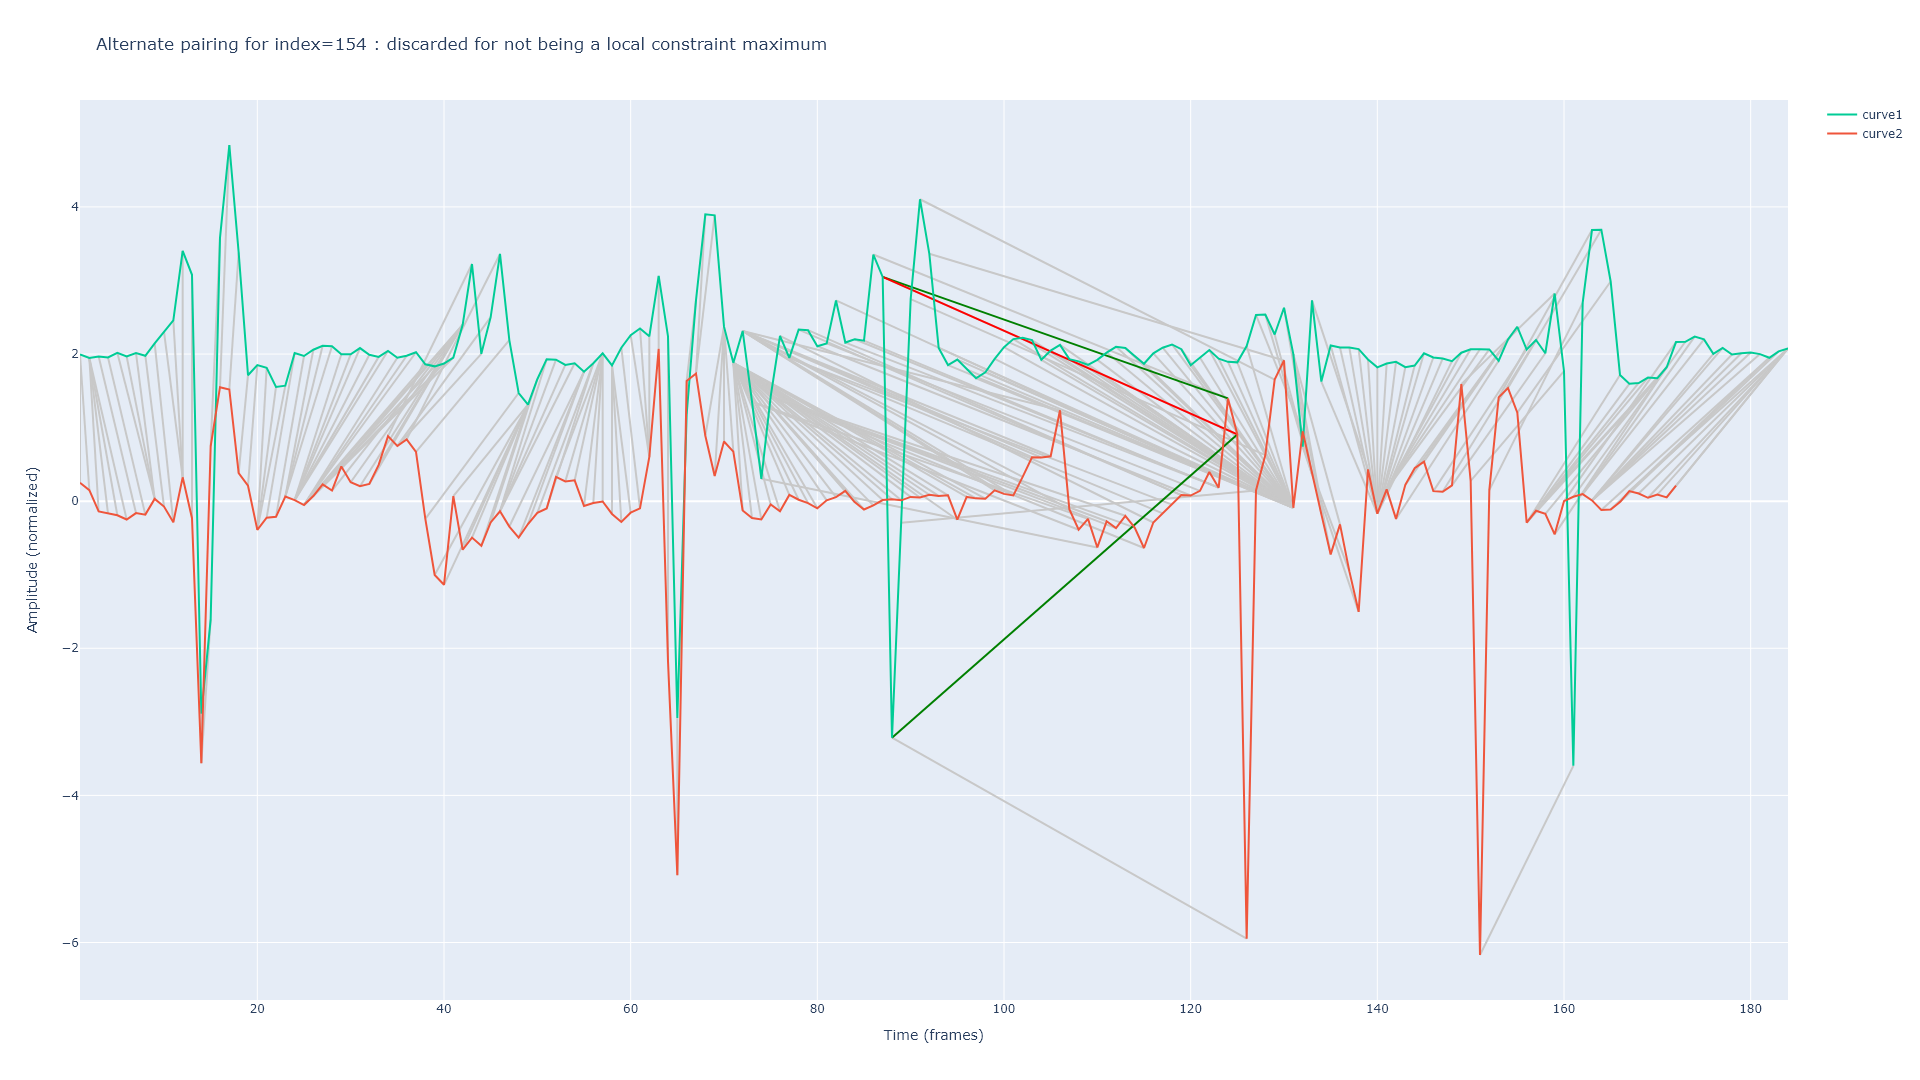 Alternate pairing for index=154 : discarded for not being a local constraint maximum
curve1
curve2
Amplitude (normalized)
4
2
0
−2
−4
−6
20 40 60 80 100 120 140 160 180
Time (frames)